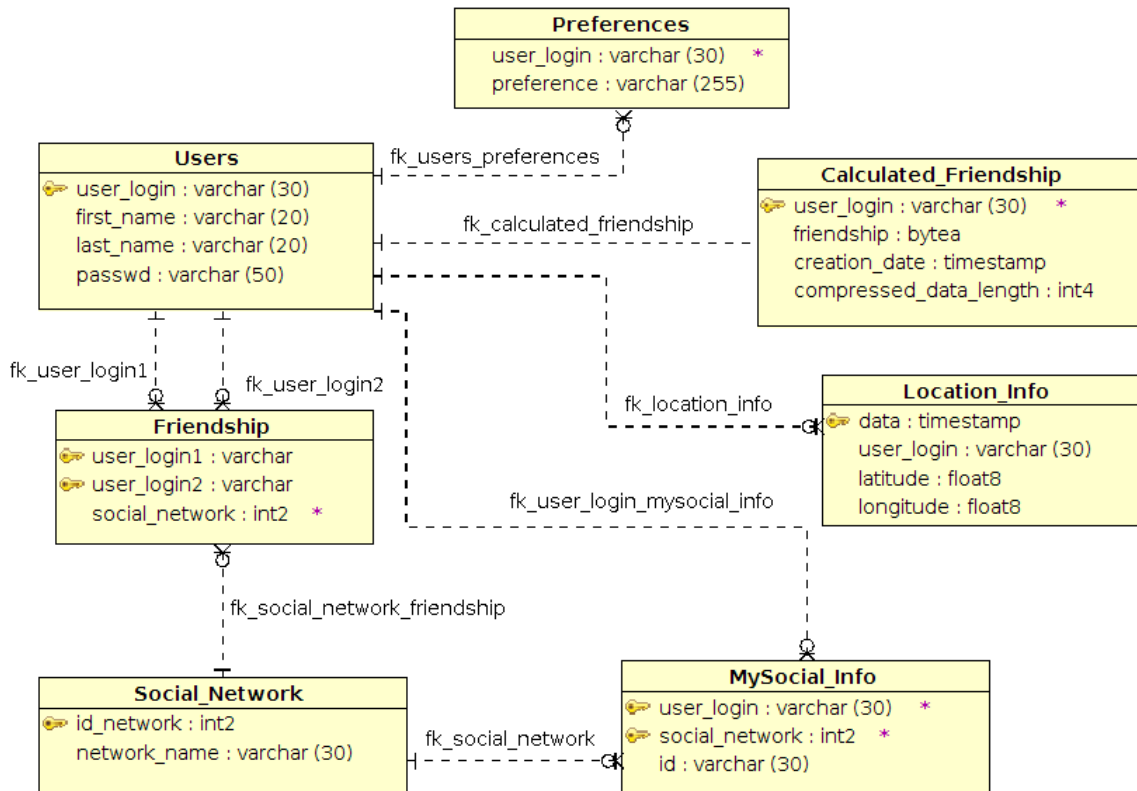 Preferences
user_login : varchar (30) *
preference : varchar (255)
fk_users_preferences
Users
user_login : varchar (30)
first_name : varchar (20)
last_name : varchar (20)
passwd : varchar (50)
fk_calculated_friendship
Calculated_Friendship
user_login : varchar (30) *
friendship : bytea
creation_date : timestamp
compressed_data_length : int4
fk_user_login1
fk_user_login2
fk_location_info
Location_Info
data : timestamp
user_login : varchar (30)
latitude : float8
longitude : float8
Friendship
user_login1 : varchar
user_login2 : varchar
social_network : int2 *
fk_user_login_mysocial_info
fk_social_network_friendship
Social_Network
id_network : int2
network_name : varchar (30)
fk_social_network
MySocial_Info
user_login : varchar (30) *
social_network : int2 *
id : varchar (30)